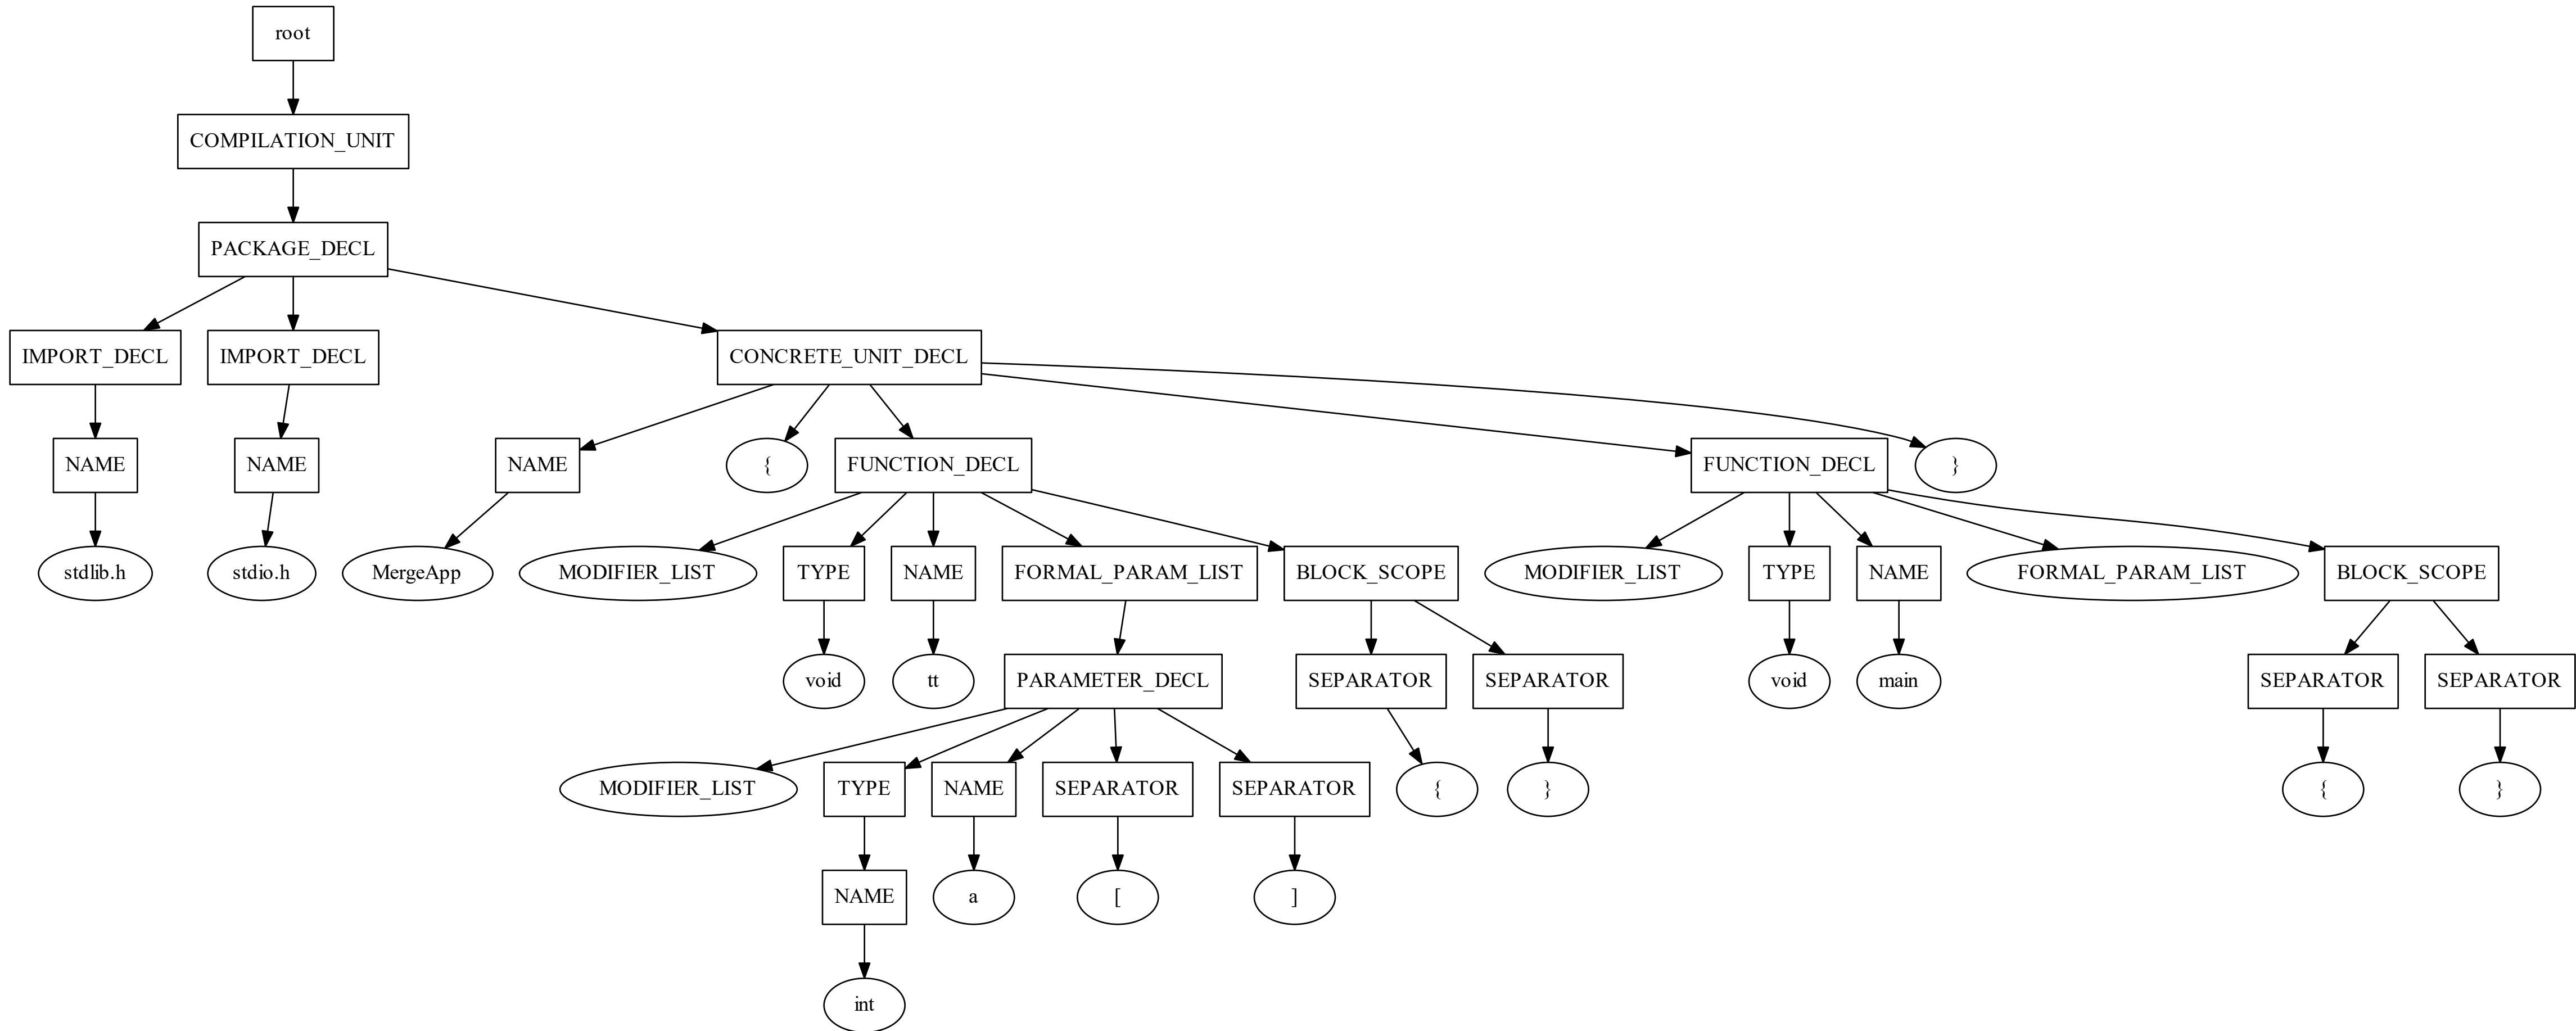 root
COMPILATION_UNIT
PACKAGE_DECL
IMPORT_DECL
IMPORT_DECL
CONCRETE_UNIT_DECL
NAME
NAME
NAME
{
FUNCTION_DECL
FUNCTION_DECL
}
stdlib.h
stdio.h
MergeApp
MODIFIER_LIST
TYPE
NAME
FORMAL_PARAM_LIST
BLOCK_SCOPE
MODIFIER_LIST
TYPE
NAME
FORMAL_PARAM_LIST
BLOCK_SCOPE
void
tt
PARAMETER_DECL
SEPARATOR
SEPARATOR
void
main
SEPARATOR
SEPARATOR
MODIFIER_LIST
TYPE
NAME
SEPARATOR
SEPARATOR
{
}
{
}
NAME
a
[
]
int